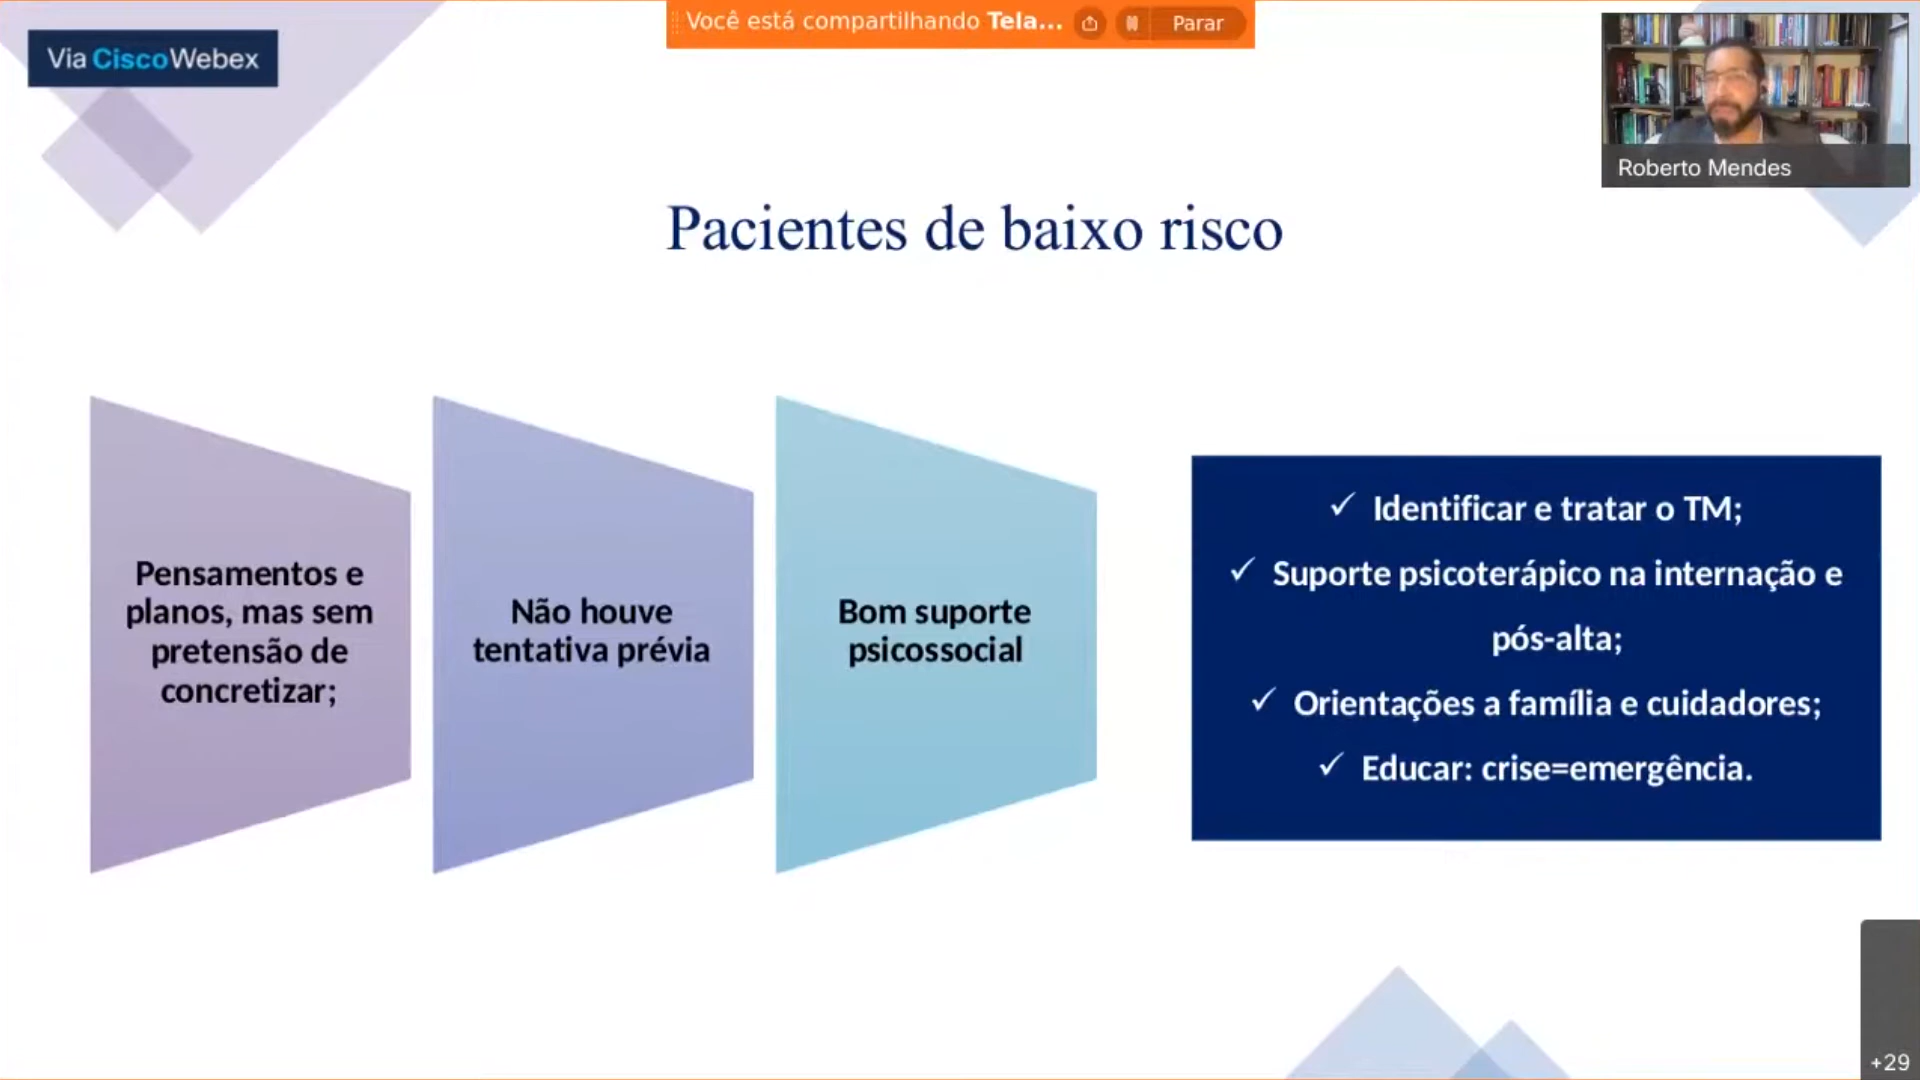 Você está compartilhando Tela...
Parar
Via CiscoWebex
Roberto Mendes
Pacientes de baixo risco
Pensamentos e
planos, mas sem
pretensão de
concretizar;
Não houve
tentativa prévia
Bom suporte
psicossocial
✓ Identificar e tratar o TM;
✓ Suporte psicoterápico na internação e
pós-alta;
✓ Orientações a família e cuidadores;
✓ Educar: crise=emergência.
+29